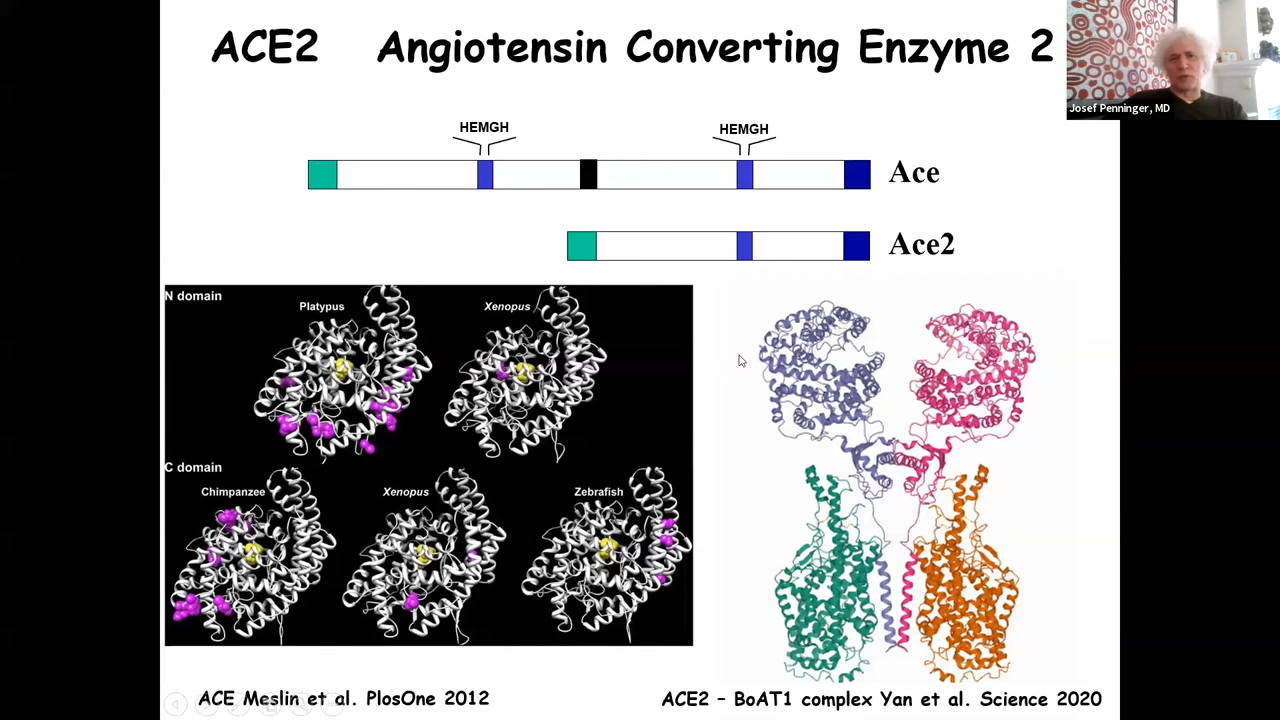 ACE2 Angiotensin Converting Enzyme 2
Josef Penninger, MD
HEMGH HEMGH
Ace
Ace2
N domain
Platypus Xenopus
C domain
Chimpanzee Xenopus Zebrafish
ACE Meslin et al. PlosOne 2012
ACE2 – BoAT1 complex Yan et al. Science 2020